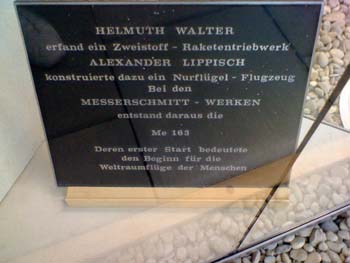 HELMUTH WALTER
erfand ein Zweistoff - Raketentriebwerk
ALEXANDER LIPPISCH
konstruierte dazu ein Nurflügel - Flugzeug
Bei den
MESSERSCHMITT - WERKEN
entstand daraus die
Me 163
Deren erster Start bedeutete
den Beginn für die
Weltraumflüge der Menschen